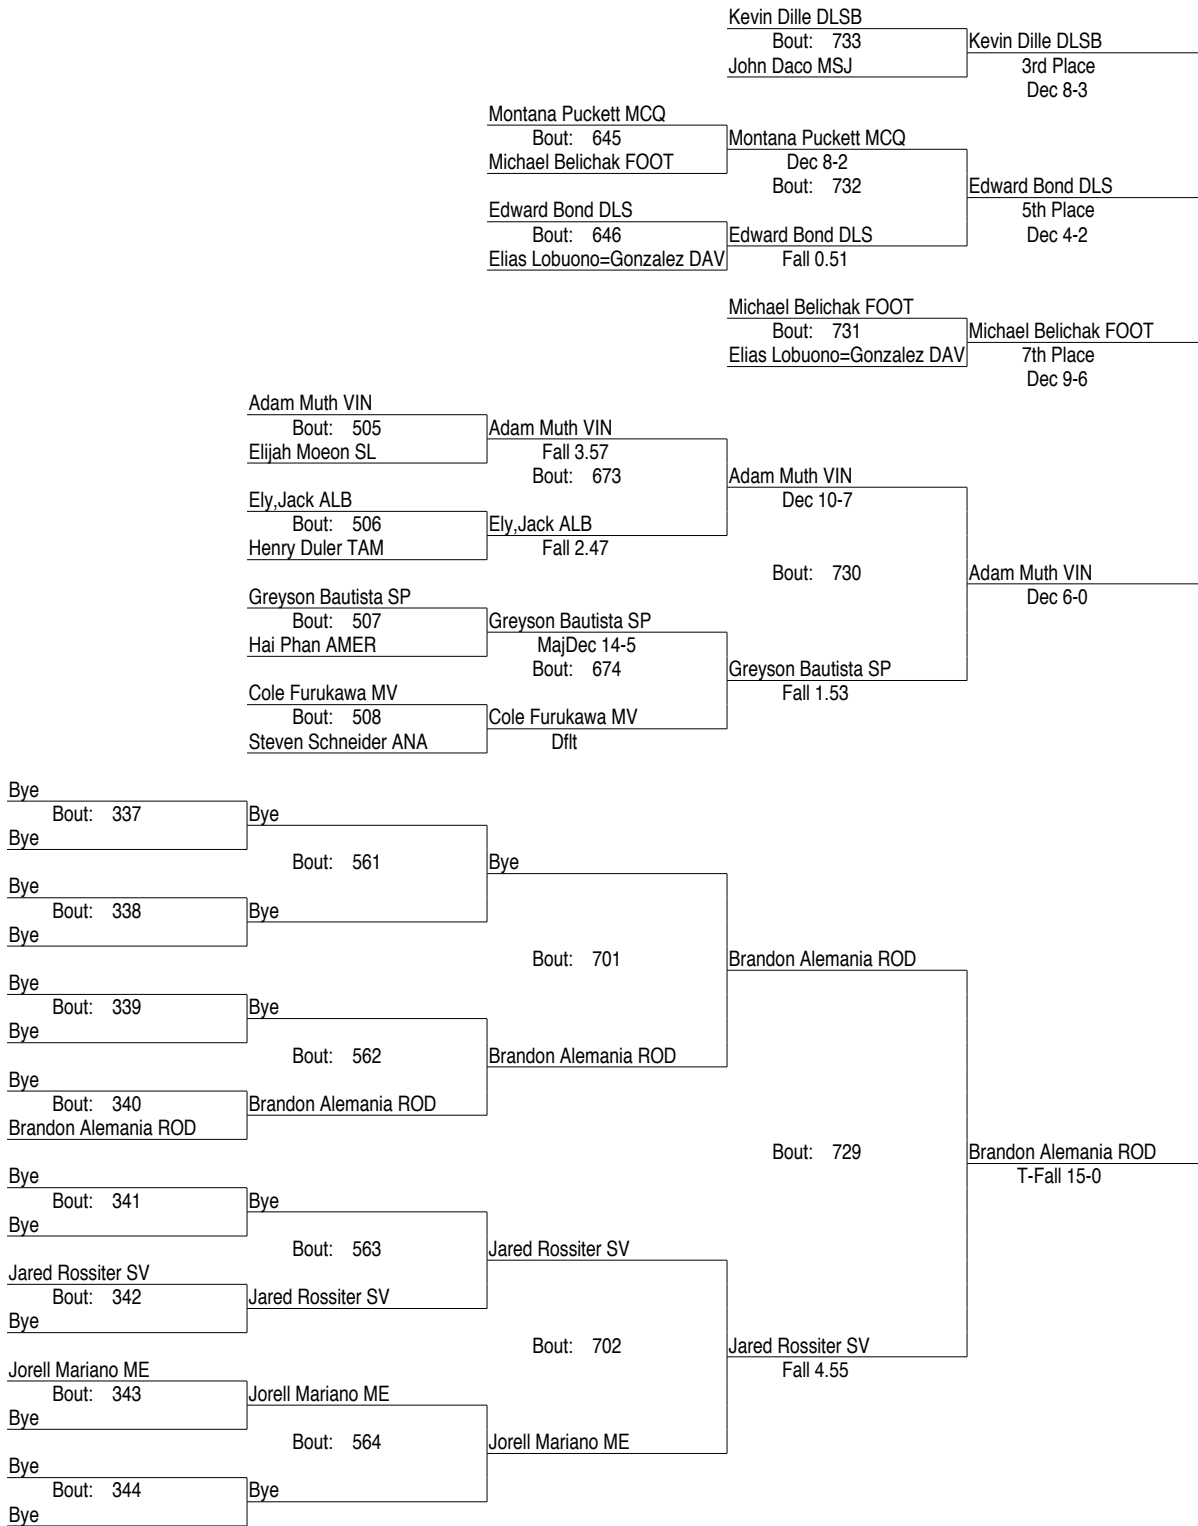 Kevin Dille DLSB
Bout: 733
Kevin Dille DLSB
John Daco MSJ
3rd Place
Dec 8-3
Montana Puckett MCQ
Bout: 645
Montana Puckett MCQ
Michael Belichak FOOT
Dec 8-2
Bout: 732
Edward Bond DLS
Edward Bond DLS
5th Place
Bout: 646
Edward Bond DLS
Dec 4-2
Elias Lobuono=Gonzalez DAV
Fall 0.51
Michael Belichak FOOT
Bout: 731
Michael Belichak FOOT
Elias Lobuono=Gonzalez DAV
7th Place
Dec 9-6
Adam Muth VIN
Bout: 505
Adam Muth VIN
Elijah Moeon SL
Fall 3.57
Bout: 673
Adam Muth VIN
Ely,Jack ALB
Dec 10-7
Bout: 506
Ely,Jack ALB
Henry Duler TAM
Fall 2.47
Bout: 730
Adam Muth VIN
Greyson Bautista SP
Dec 6-0
Bout: 507
Greyson Bautista SP
Hai Phan AMER
MajDec 14-5
Bout: 674
Greyson Bautista SP
Cole Furukawa MV
Fall 1.53
Bout: 508
Cole Furukawa MV
Steven Schneider ANA
Dflt
Bye
Bout: 337
Bye
Bye
Bout: 561
Bye
Bye
Bout: 338
Bye
Bye
Bout: 701
Brandon Alemania ROD
Bye
Bout: 339
Bye
Bye
Bout: 562
Brandon Alemania ROD
Bye
Bout: 340
Brandon Alemania ROD
Brandon Alemania ROD
Bout: 729
Brandon Alemania ROD
Bye
T-Fall 15-0
Bout: 341
Bye
Bye
Bout: 563
Jared Rossiter SV
Jared Rossiter SV
Bout: 342
Jared Rossiter SV
Bye
Bout: 702
Jared Rossiter SV
Jorell Mariano ME
Fall 4.55
Bout: 343
Jorell Mariano ME
Bye
Bout: 564
Jorell Mariano ME
Bye
Bout: 344
Bye
Bye